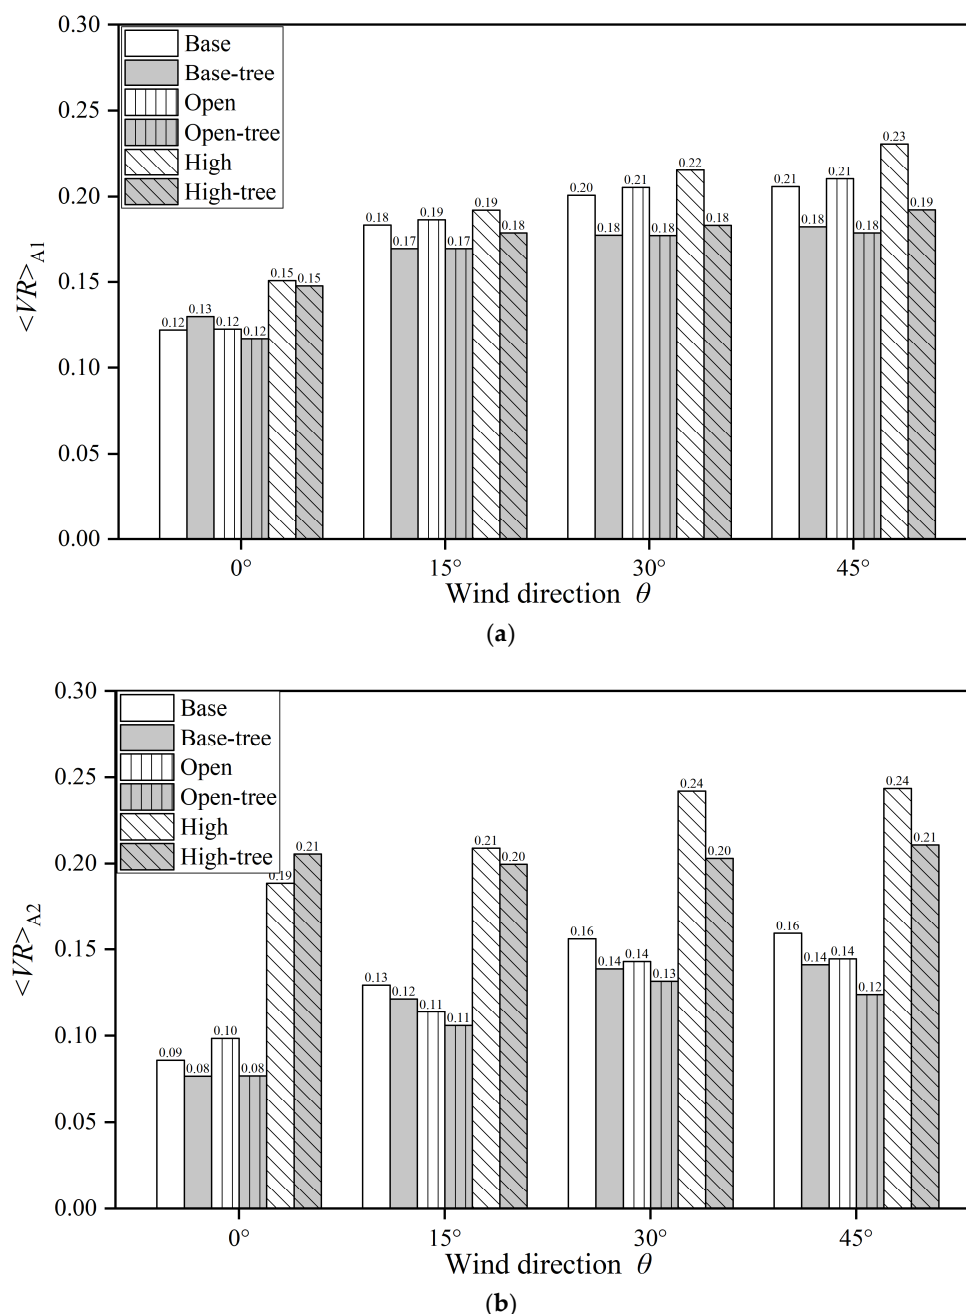 0.30
0.25
0.20
0.15
0.10
0.05
0.00
<VR>A1
Base
Base-tree
Open
Open-tree
High
High-tree
0.12 0.13 0.12 0.12 0.15 0.15
0.18 0.17 0.19 0.17 0.19 0.18
0.20 0.18 0.21 0.18 0.22 0.18
0.21 0.18 0.21 0.18 0.23 0.19
0° 15° 30° 45°
Wind direction θ
(a)
0.30
0.25
0.20
0.15
0.10
0.05
0.00
<VR>A2
Base
Base-tree
Open
Open-tree
High
High-tree
0.09 0.08 0.10 0.08 0.19 0.21
0.13 0.12 0.11 0.11 0.21 0.20
0.16 0.14 0.14 0.13 0.24 0.20
0.16 0.14 0.14 0.12 0.24 0.21
0° 15° 30° 45°
Wind direction θ
(b)